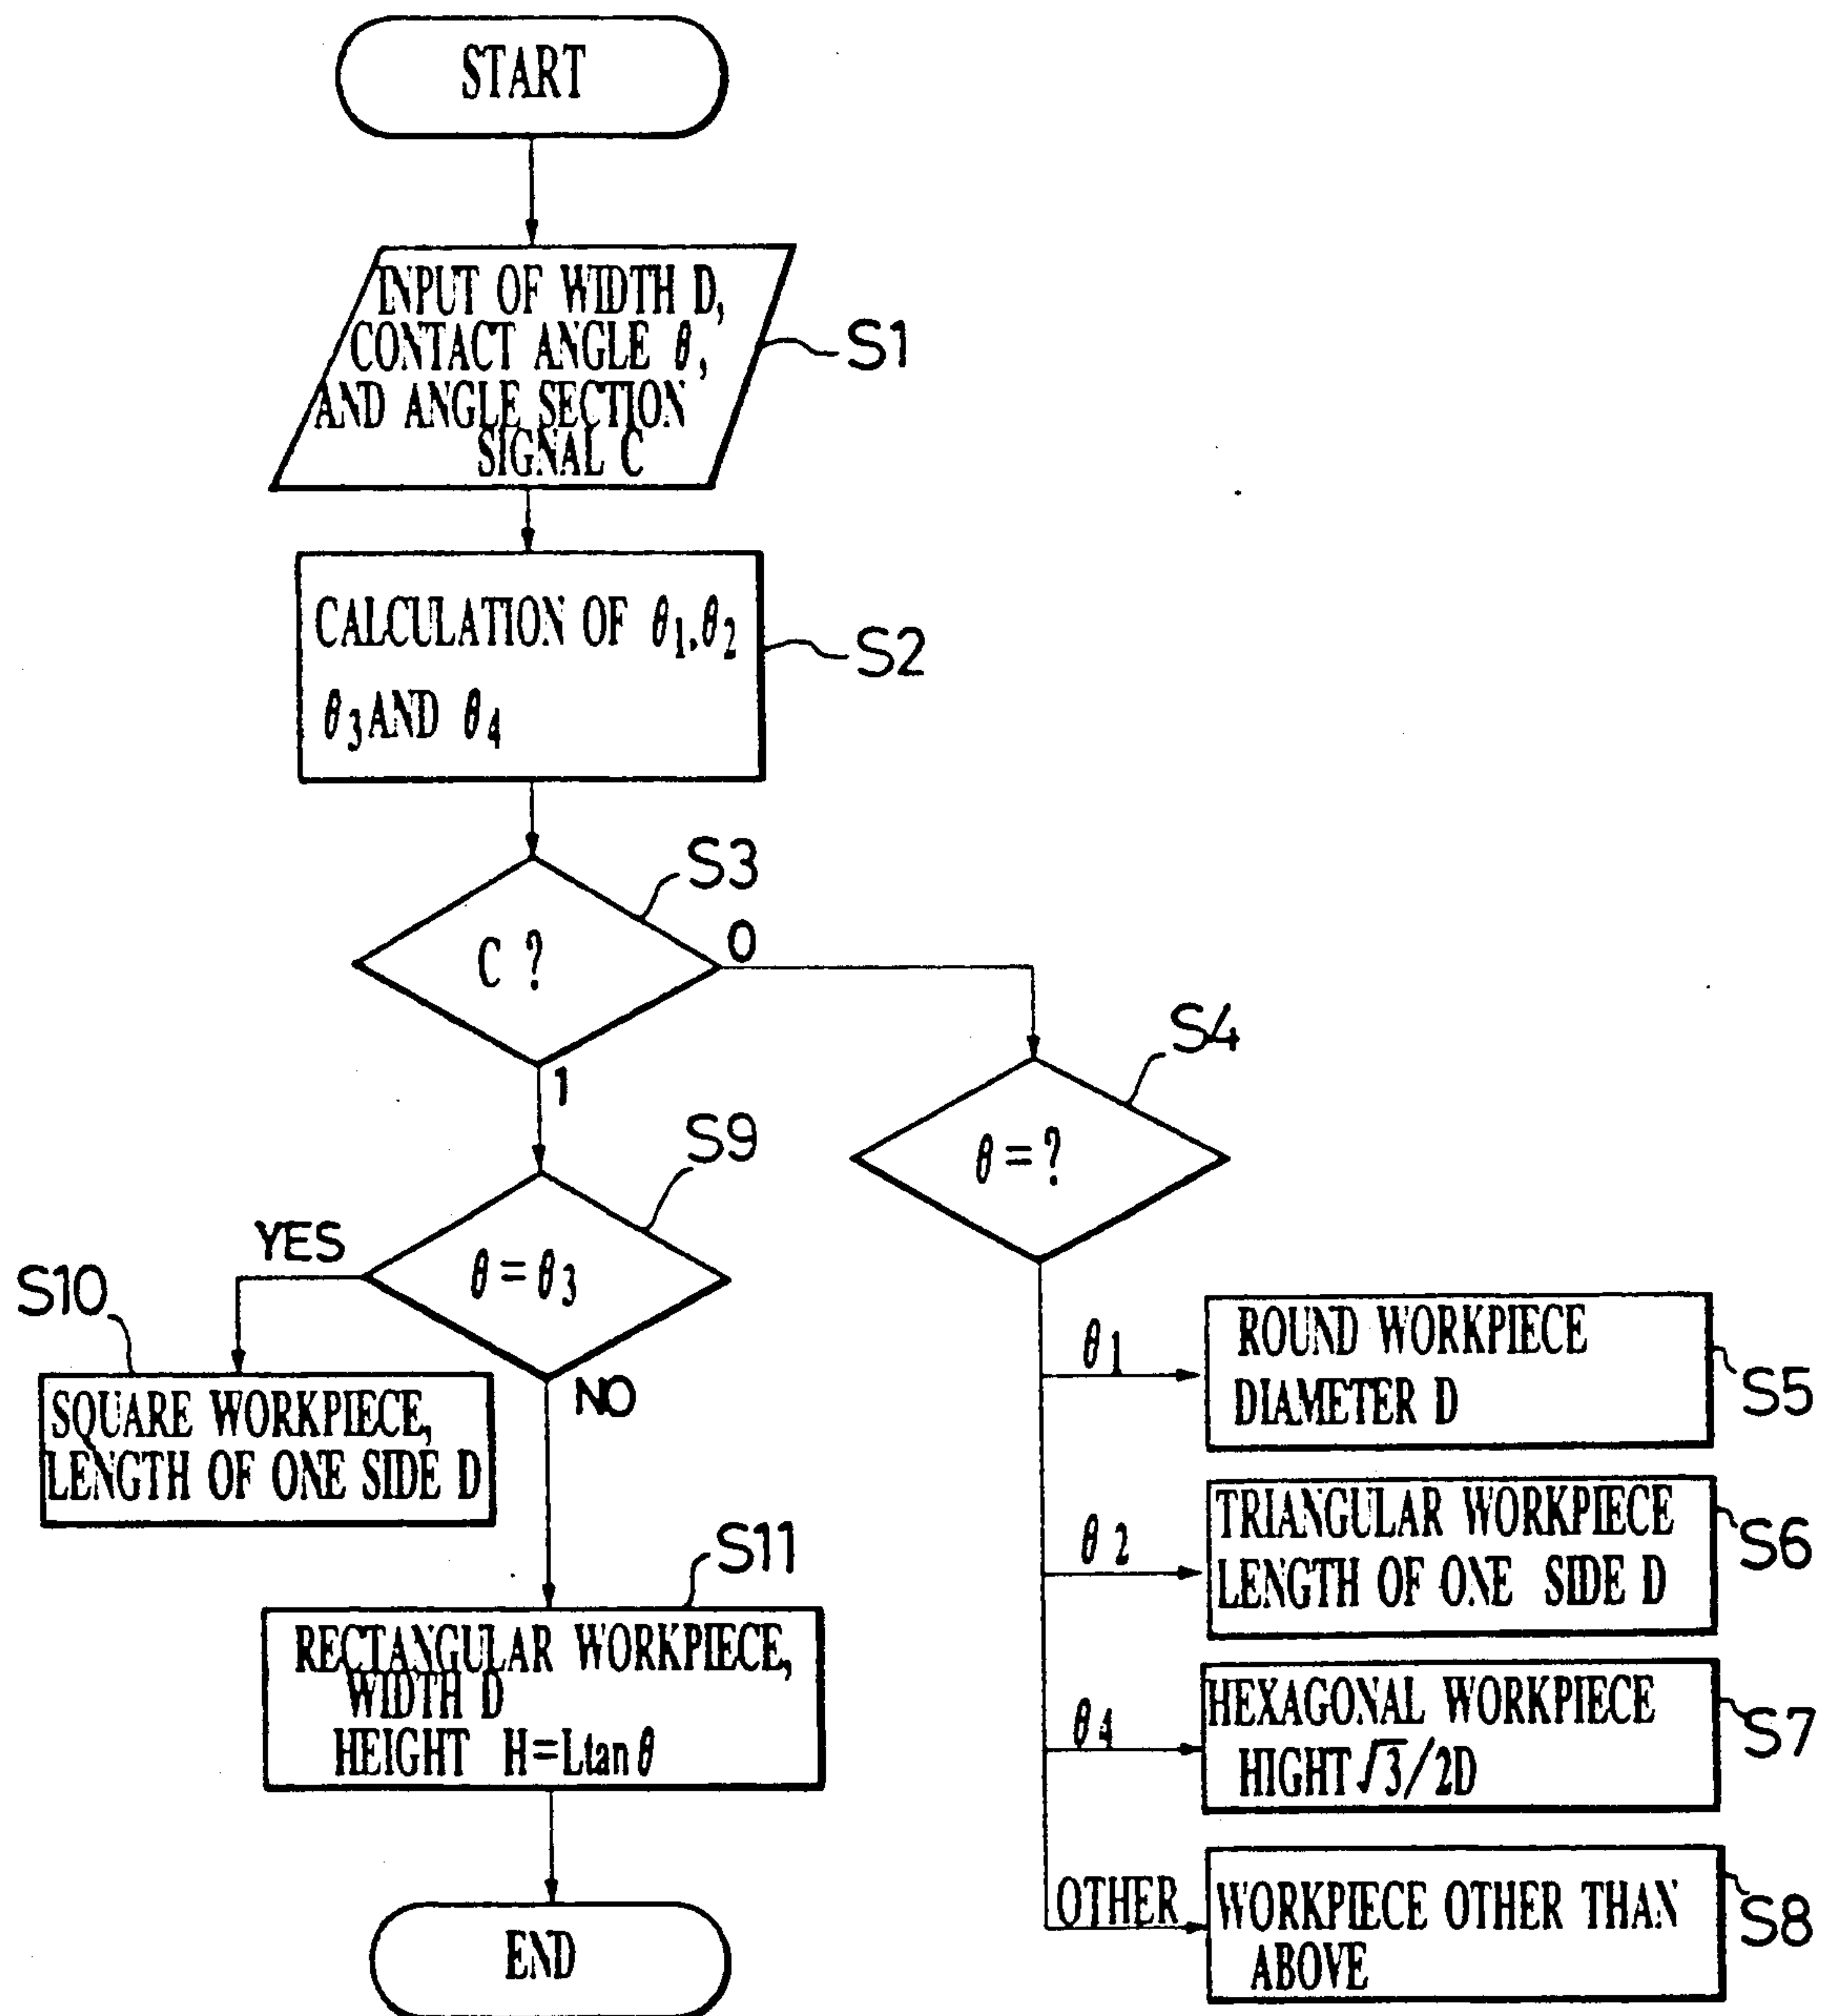 START
INPUT OF WIDTH D,
CONTACT ANGLE θ,
AND ANGLE SECTION
SIGNAL C
S1
CALCULATION OF θ1,θ2
θ3 AND θ4
S2
S3
C ?
0
1
S4
θ=?
S9
θ=θ3
YES
NO
S10
SQUARE WORKPIECE,
LENGTH OF ONE SIDE D
θ1
ROUND WORKPIECE
DIAMETER D
S5
θ2
TRIANGULAR WORKPIECE
LENGTH OF ONE SIDE D
S6
S11
RECTANGULAR WORKPIECE,
WIDTH D
HEIGHT H=Ltanθ
θ4
HEXAGONAL WORKPIECE
HIGHT √3/2D
S7
OTHER
WORKPIECE OTHER THAN
ABOVE
S8
END